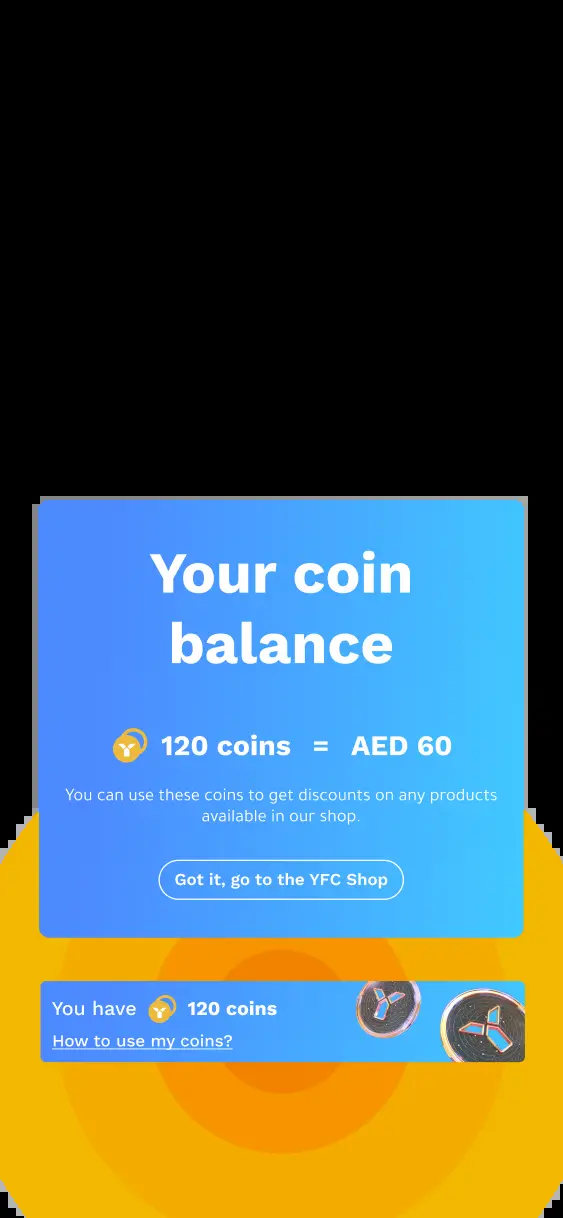 Your coin
balance
120 coins = AED 60
You can use these coins to get discounts on any products
available in our shop.
Got it, go to the YFC Shop
You have 120 coins
How to use my coins?